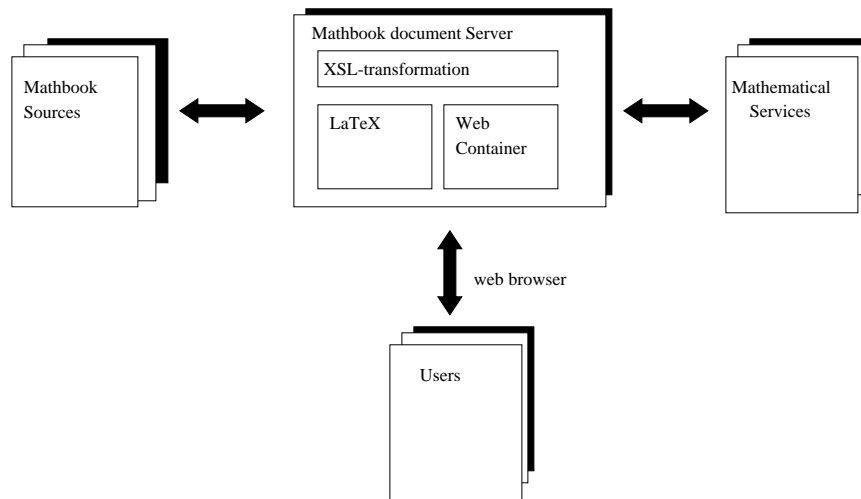 Mathbook document Server
XSL-transformation
Mathbook
Sources
LaTeX
Web
Container
Mathematical
Services
web browser
Users